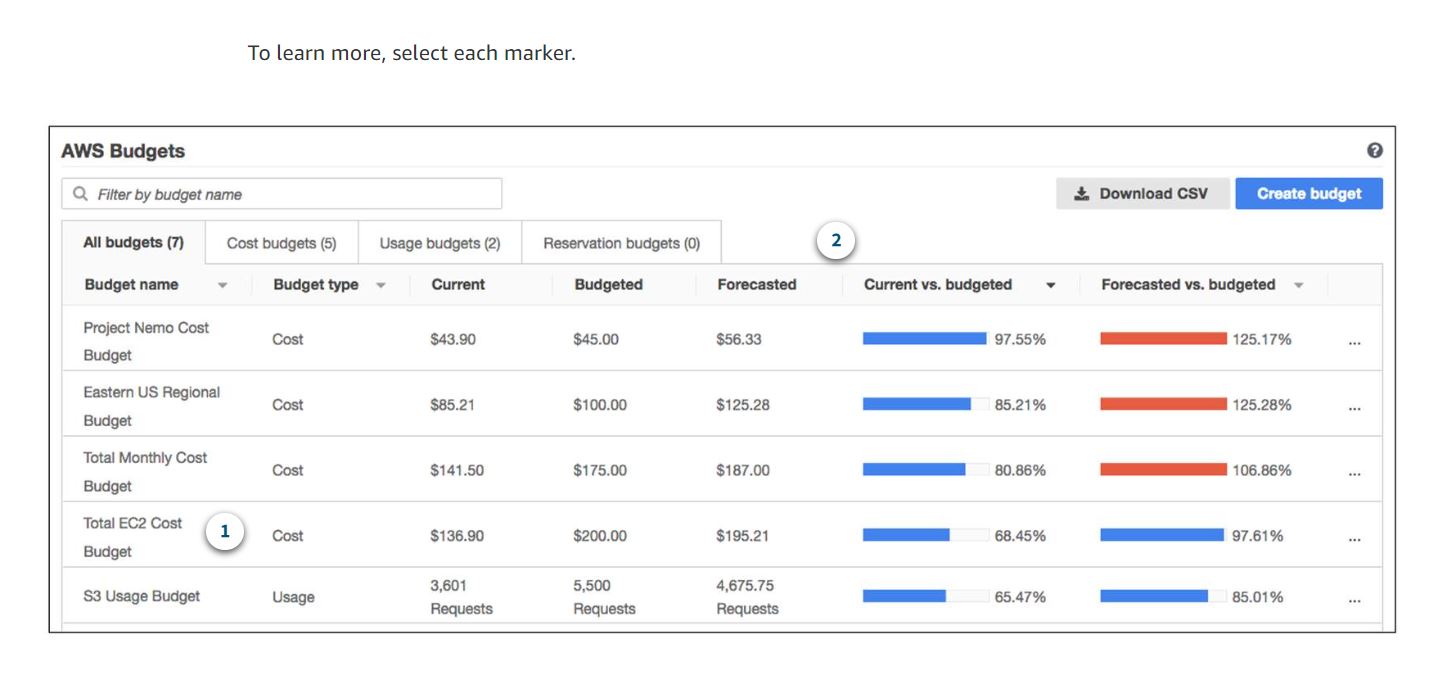 To learn more, select each marker.
AWS Budgets
?
Filter by budget name
Download CSV
Create budget
All budgets (7)
Cost budgets (5)
Usage budgets (2)
Reservation budgets (0)
2
Budget name
Budget type
Current
Budgeted
Forecasted
Current vs. budgeted
Forecasted vs. budgeted
Project Nemo Cost
Budget
Cost
$43.90
$45.00
$56.33
97.55%
125.17%
...
Eastern US Regional
Budget
Cost
$85.21
$100.00
$125.28
85.21%
125.28%
...
Total Monthly Cost
Budget
Cost
$141.50
$175.00
$187.00
80.86%
106.86%
...
Total EC2 Cost
Budget
1
Cost
$136.90
$200.00
$195.21
68.45%
97.61%
...
S3 Usage Budget
Usage
3,601
Requests
5,500
Requests
4,675.75
Requests
65.47%
85.01%
...